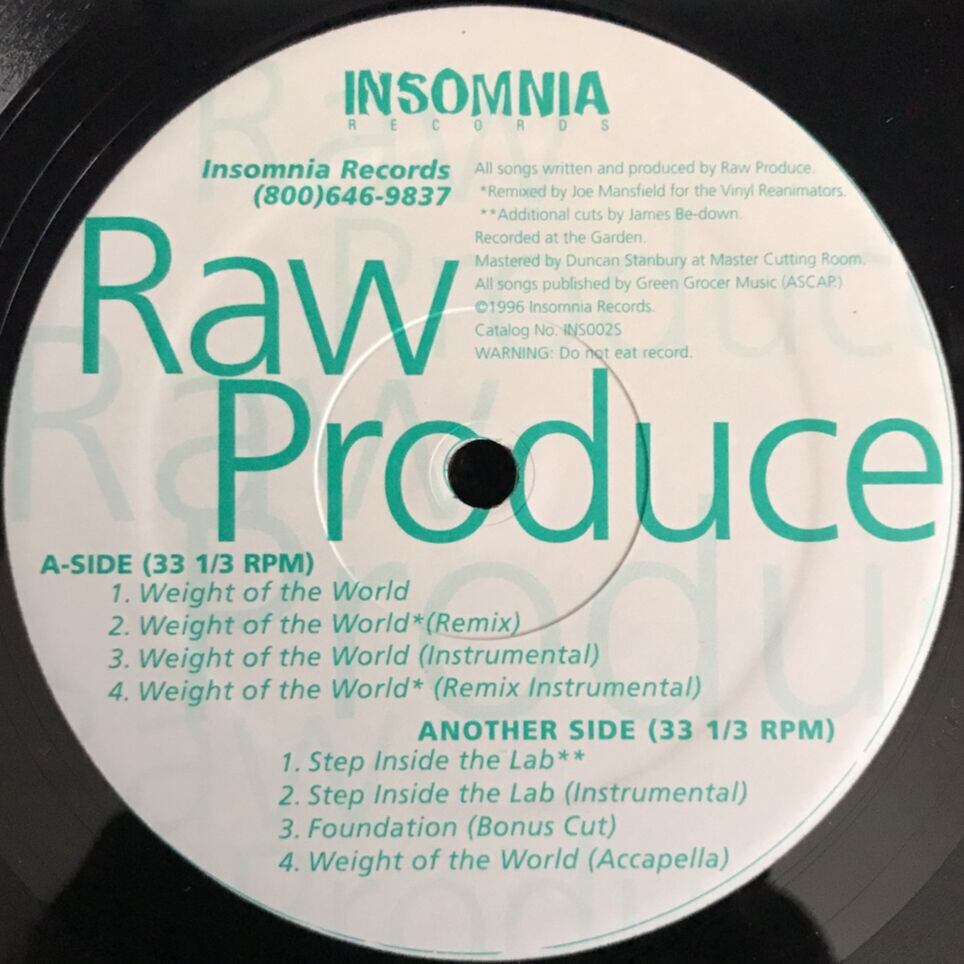 INSOMNIA
RECORDS
Insomnia Records
(800)646-9837
All songs written and produced by Raw Produce.
*Remixed by Joe Mansfield for the Vinyl Reanimators.
**Additional cuts by James Be-down.
Recorded at the Garden.
Mastered by Duncan Stanbury at Master Cutting Room.
All songs published by Green Grocer Music (ASCAP.)
©1996 Insomnia Records.
Catalog No. INS002S
WARNING: Do not eat record.
Raw
Produce
A-SIDE (33 1/3 RPM)
1. Weight of the World
2. Weight of the World*(Remix)
3. Weight of the World (Instrumental)
4. Weight of the World* (Remix Instrumental)
ANOTHER SIDE (33 1/3 RPM)
1. Step Inside the Lab**
2. Step Inside the Lab (Instrumental)
3. Foundation (Bonus Cut)
4. Weight of the World (Accapella)